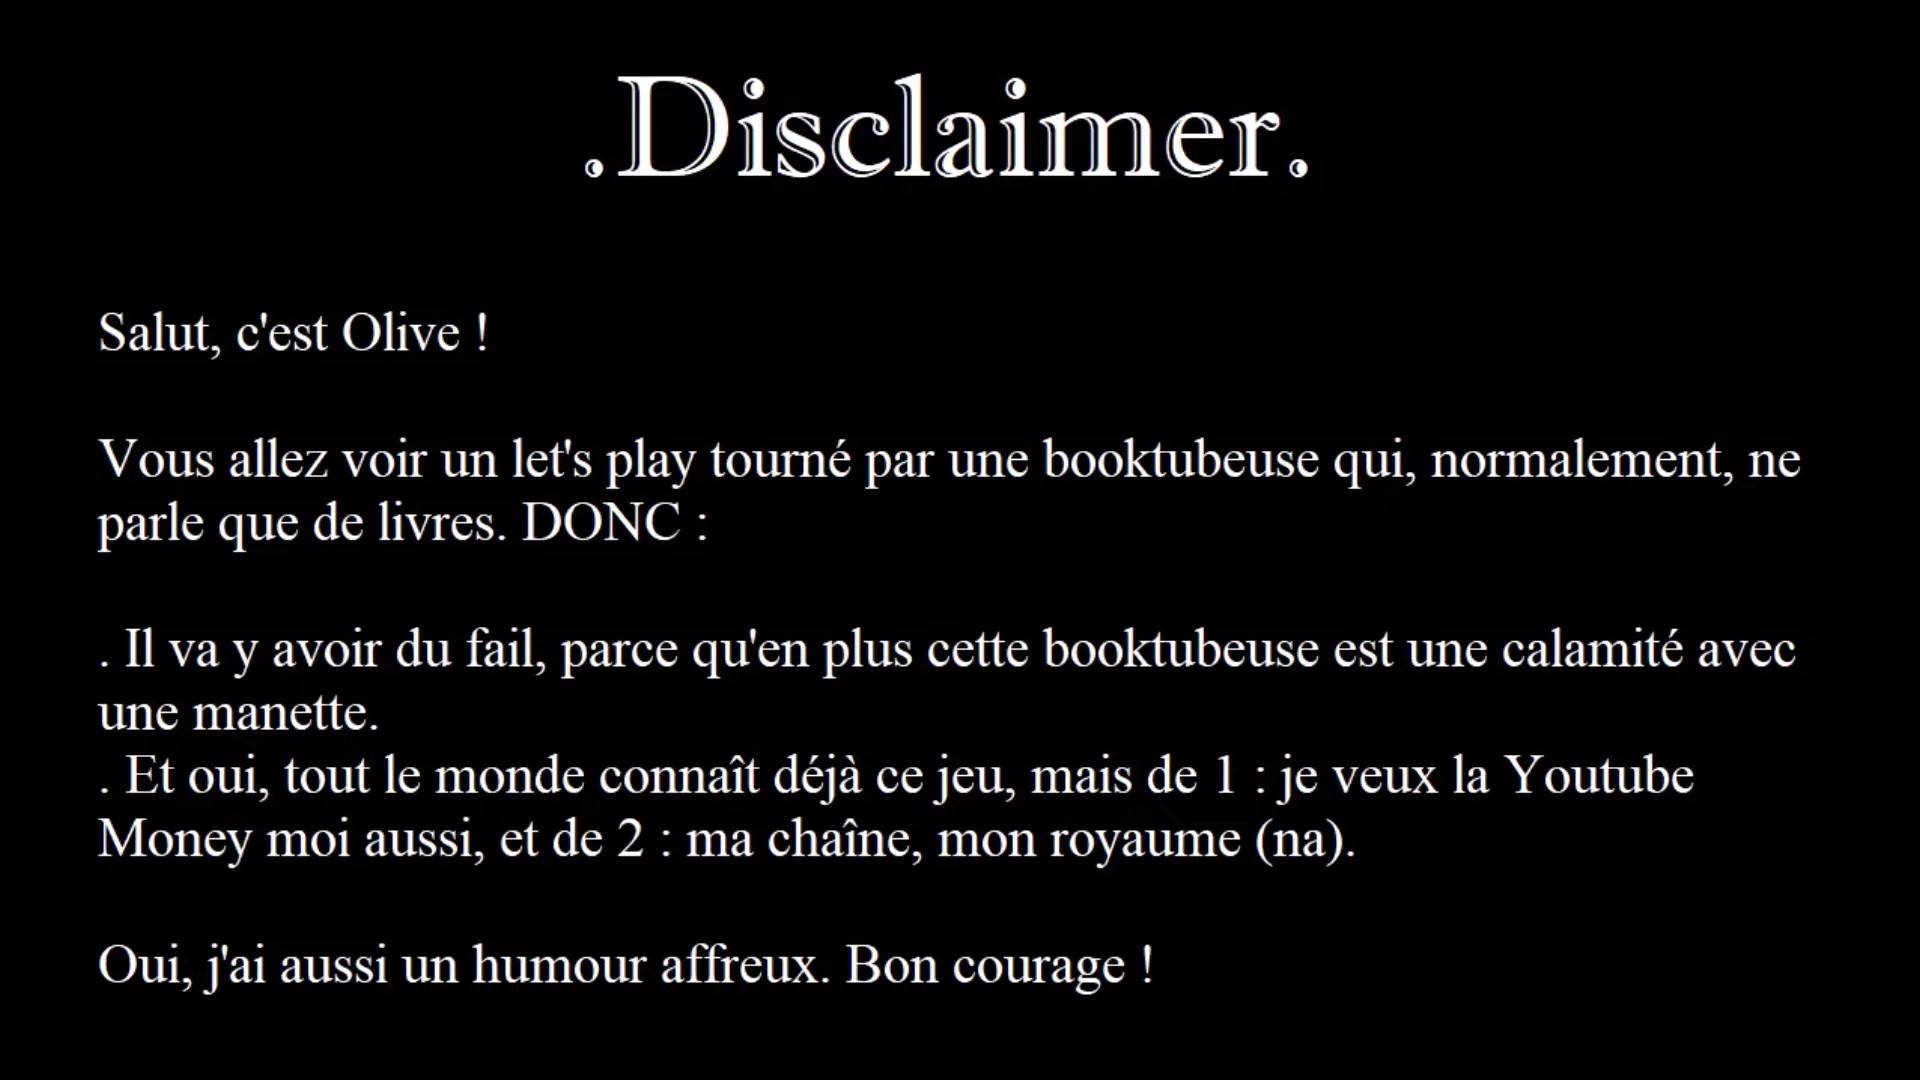 .Disclaimer.
Salut, c'est Olive !
Vous allez voir un let's play tourné par une booktubeuse qui, normalement, ne
parle que de livres. DONC :
. Il va y avoir du fail, parce qu'en plus cette booktubeuse est une calamité avec
une manette.
. Et oui, tout le monde connaît déjà ce jeu, mais de 1 : je veux la Youtube
Money moi aussi, et de 2 : ma chaîne, mon royaume (na).
Oui, j'ai aussi un humour affreux. Bon courage !